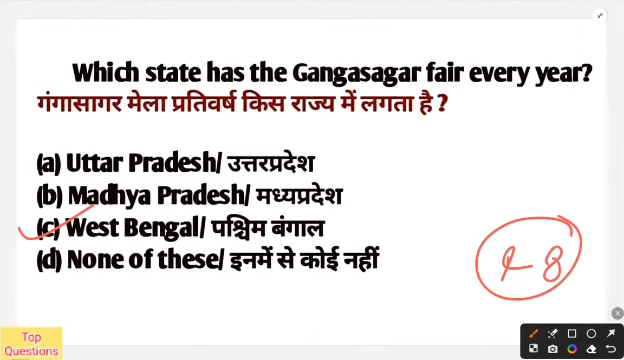 Which state has the Gangasagar fair every year?
गंगासागर मेला प्रतिवर्ष किस राज्य में लगता है ?
(a) Uttar Pradesh/ उत्तरप्रदेश
(b) Madhya Pradesh/ मध्यप्रदेश
(c) West Bengal/ पश्चिम बंगाल
(d) None of these/ इनमें से कोई नहीं
Top
Questions